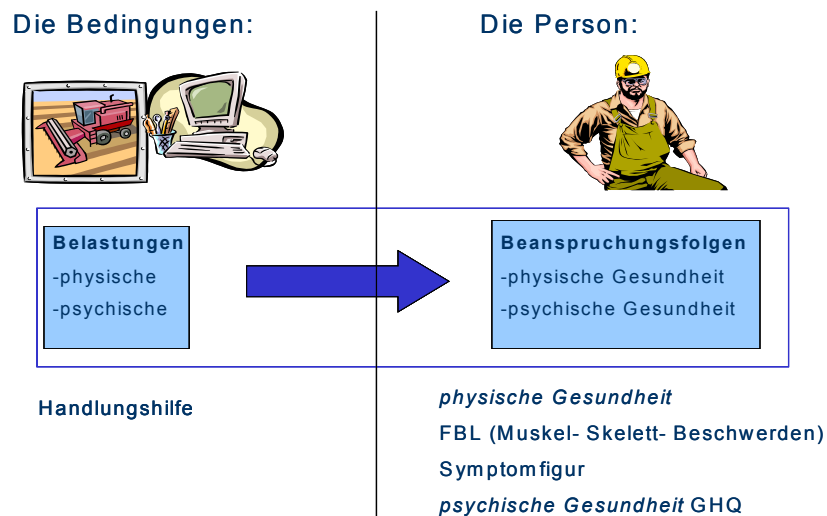 Die Bedingungen:
Die Person:
Belastungen
-physische
-psychische
Beanspruchungsfolgen
-physische Gesundheit
-psychische Gesundheit
Handlungshilfe
physische Gesundheit
FBL (Muskel- Skelett- Beschwerden)
Symptomfigur
psychische Gesundheit GHQ